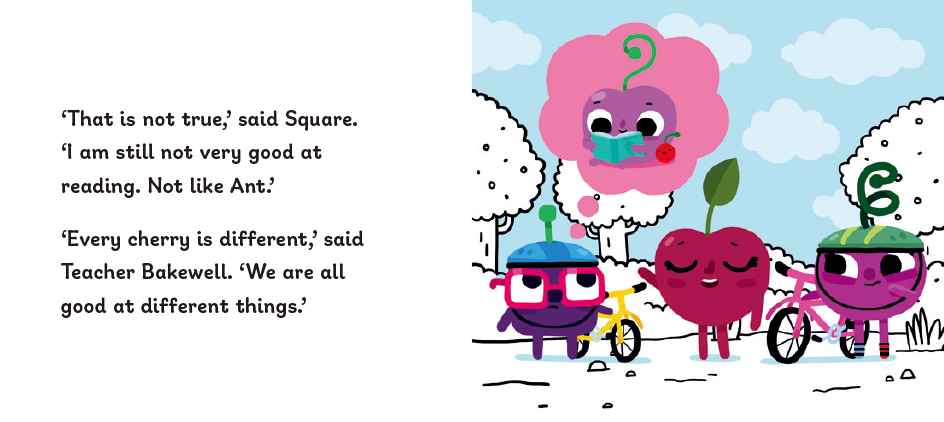 ‘That is not true,’ said Square.
‘I am still not very good at
reading. Not like Ant.’
‘Every cherry is different,’ said
Teacher Bakewell. ‘We are all
good at different things.’